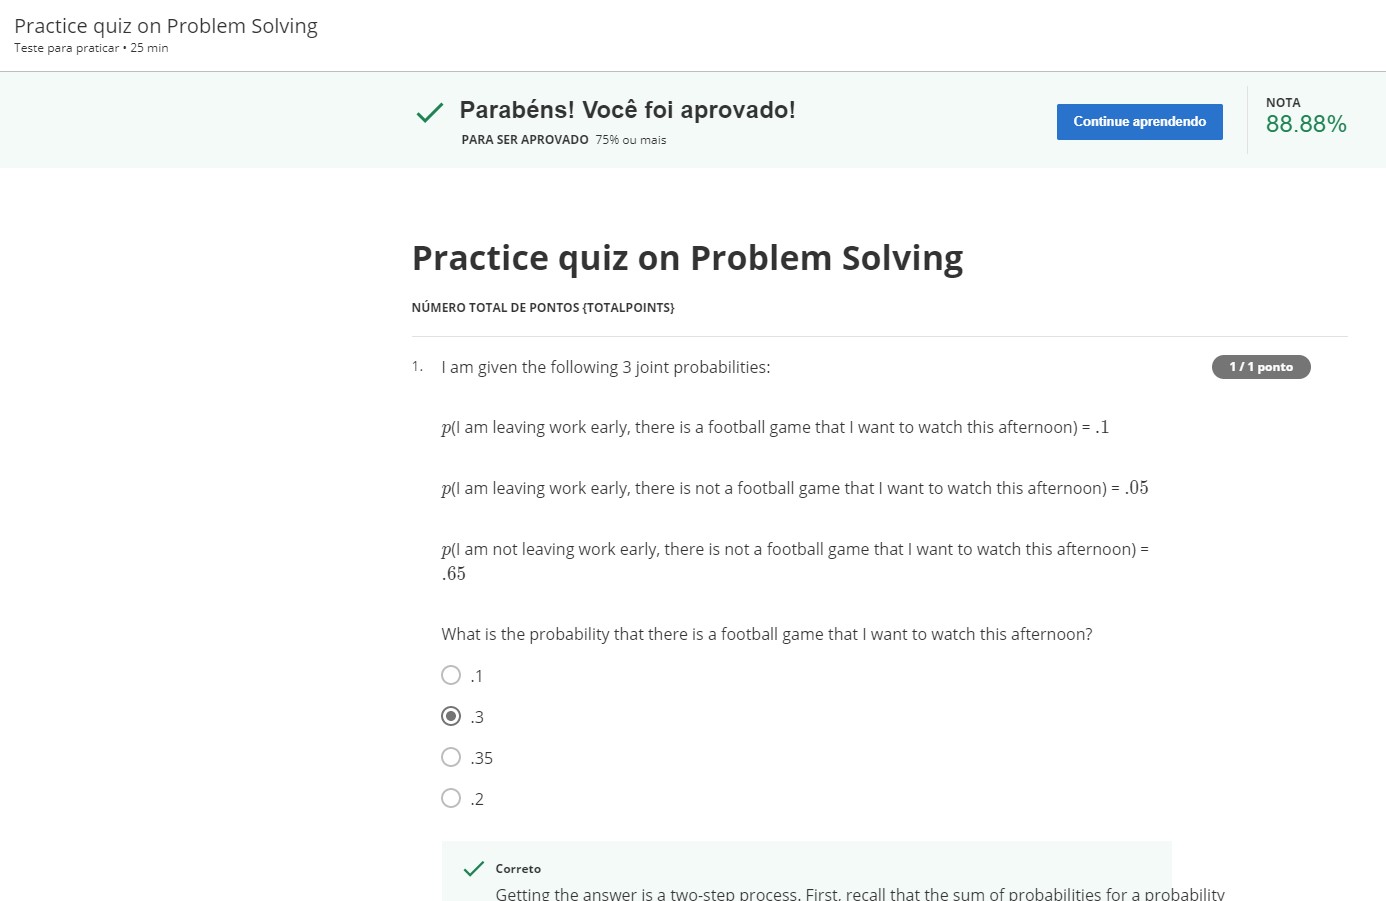 Practice quiz on Problem Solving
Teste para praticar • 25 min
Parabéns! Você foi aprovado!
PARA SER APROVADO 75% ou mais
Continue aprendendo
NOTA
88.88%
Practice quiz on Problem Solving
NÚMERO TOTAL DE PONTOS {TOTALPOINTS}
1. I am given the following 3 joint probabilities:
1 / 1 ponto
p(I am leaving work early, there is a football game that I want to watch this afternoon) = .1
p(I am leaving work early, there is not a football game that I want to watch this afternoon) = .05
p(I am not leaving work early, there is not a football game that I want to watch this afternoon) =
.65
What is the probability that there is a football game that I want to watch this afternoon?
.1
.3
.35
.2
Correto
Getting the answer is a two-step process. First, recall that the sum of probabilities for a probability